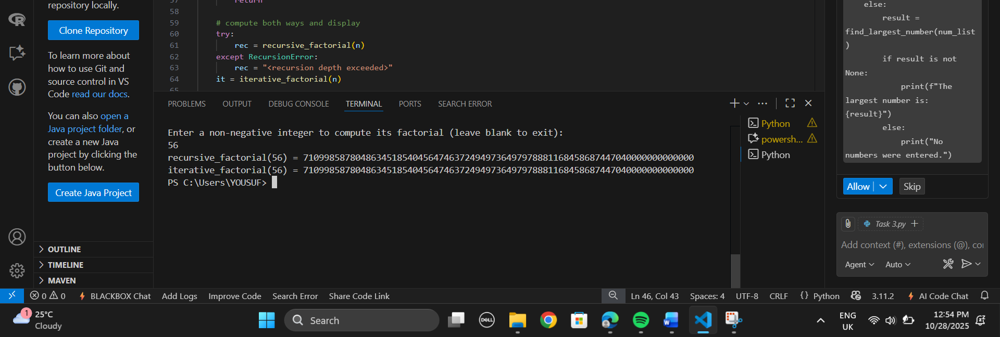 repository locally.
Clone Repository
To learn more about
how to use Git and
source control in VS
Code read our docs.
You can also open a
Java project folder, or
create a new Java
project by clicking the
button below.
Create Java Project
OUTLINE
TIMELINE
MAVEN
57 return
58
59 # compute both ways and display
60 try:
61 rec = recursive_factorial(n)
62 except RecursionError:
63 rec = "<recursion depth exceeded>"
64 it = iterative_factorial(n)
65
PROBLEMS OUTPUT DEBUG CONSOLE TERMINAL PORTS SEARCH ERROR
Enter a non-negative integer to compute its factorial (leave blank to exit):
56
recursive_factorial(56) = 710998587804863451854045647463724949736497978881168458687447040000000000000
iterative_factorial(56) = 710998587804863451854045647463724949736497978881168458687447040000000000000
PS C:\Users\YOUSUF>
Python
powersh...
Python
else:
result =
find_largest_number(num_list
)
if result is not
None:
print(f"The
largest number is:
{result}")
else:
print("No
numbers were entered.")
Allow Skip
Task 3.py
Add context (#), extensions (@), co
Agent Auto
0 0 BLACKBOX Chat Add Logs Improve Code Search Error Share Code Link Ln 46, Col 43 Spaces: 4 UTF-8 CRLF {} Python 3.11.2 AI Code Chat
1 25°C
Cloudy
Search
DELL
W
ENG
UK
12:54 PM
10/28/2025